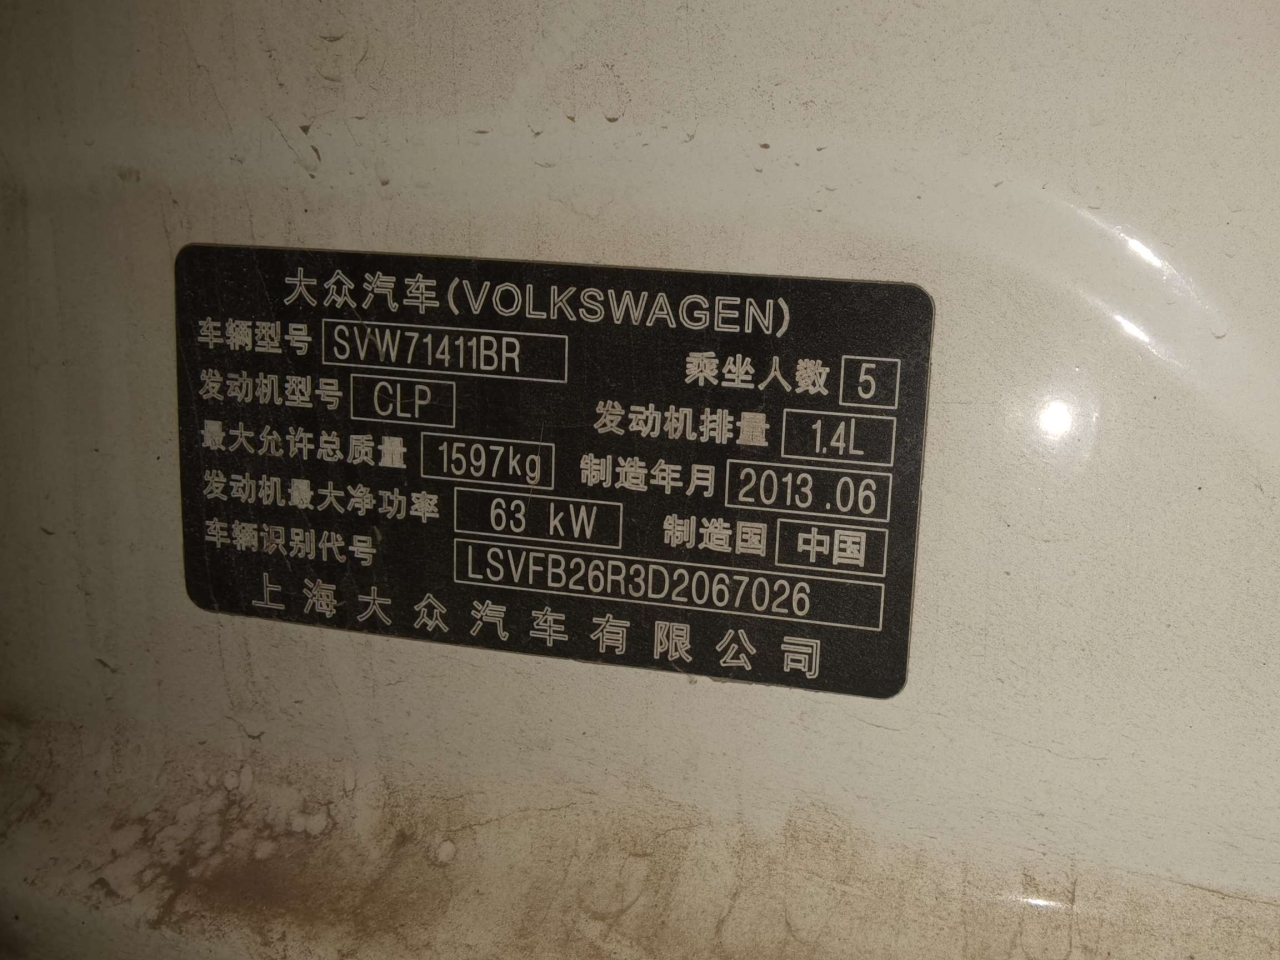 大众汽车(VOLKSWAGEN)
车辆型号 SVW71411BR 乘坐人数 5
发动机型号 CLP 发动机排量 1.4L
最大允许总质量 1597kg 制造年月 2013.06
发动机最大净功率 63 kW 制造国 中国
车辆识别代号 LSVFB26R3D2067026
上海大众汽车有限公司